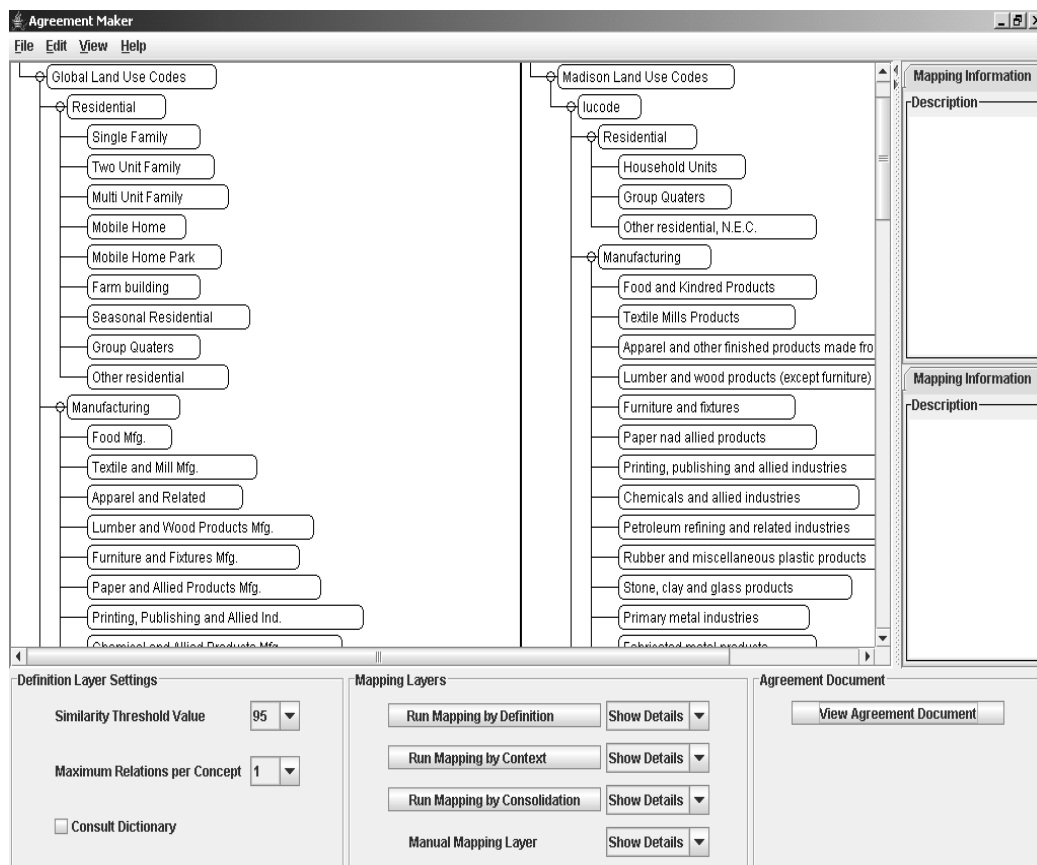 Agreement Maker
File Edit View Help
Global Land Use Codes
Residential
Single Family
Two Unit Family
Multi Unit Family
Mobile Home
Mobile Home Park
Farm building
Seasonal Residential
Group Quaters
Other residential
Manufacturing
Food Mfg.
Textile and Mill Mfg.
Apparel and Related
Lumber and Wood Products Mfg.
Furniture and Fixtures Mfg.
Paper and Allied Products Mfg.
Printing, Publishing and Allied Ind.
Chemical and Allied Products Mfg.
Madison Land Use Codes
lucode
Residential
Household Units
Group Quaters
Other residential, N.E.C.
Manufacturing
Food and Kindred Products
Textile Mills Products
Apparel and other finished products made fro
Lumber and wood products (except furniture)
Furniture and fixtures
Paper nad allied products
Printing, publishing and allied industries
Chemicals and allied industries
Petroleum refining and related industries
Rubber and miscellaneous plastic products
Stone, clay and glass products
Primary metal industries
Fabricated metal products
Mapping Information
Description
Mapping Information
Description
Definition Layer Settings
Similarity Threshold Value 95
Maximum Relations per Concept 1
Consult Dictionary
Mapping Layers
Run Mapping by Definition Show Details
Run Mapping by Context Show Details
Run Mapping by Consolidation Show Details
Manual Mapping Layer Show Details
Agreement Document
View Agreement Document